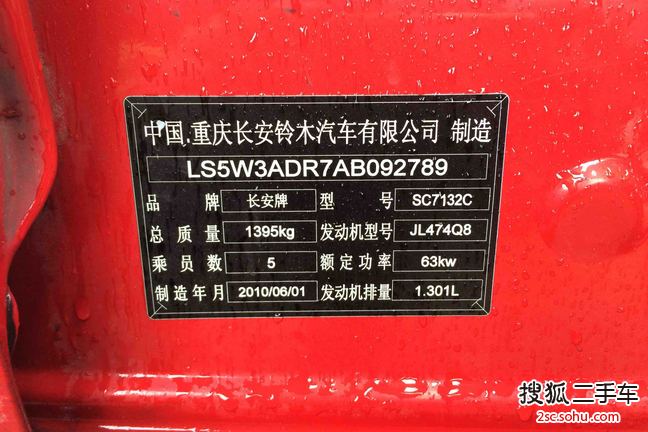 中国.重庆长安铃木汽车有限公司 制造
LS5W3ADR7AB092789
品牌 长安牌 型号 SC7132C
总质量 1395kg 发动机型号 JL474Q8
乘员数 5 额定功率 63kw
制造年月 2010/06/01 发动机排量 1.301L
搜狐二手车
2sc.sohu.com